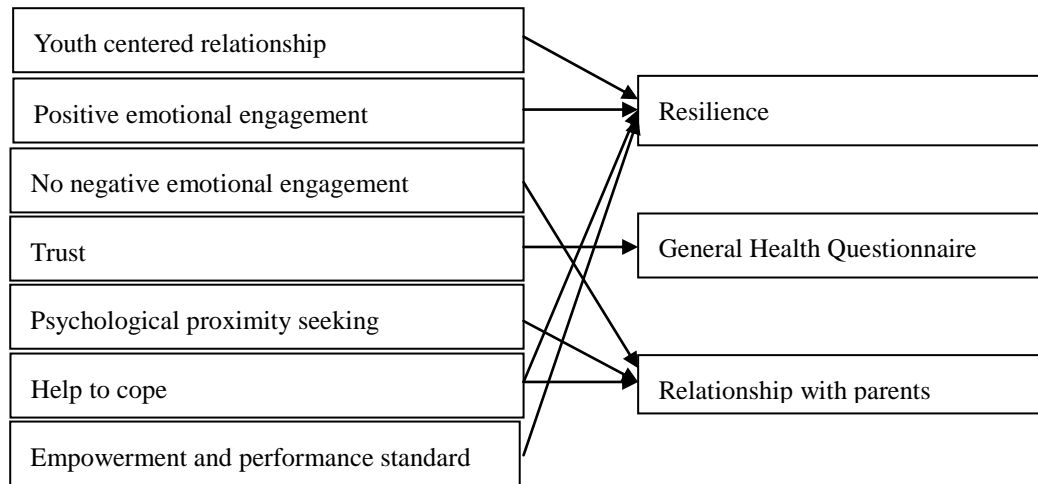 Youth centered relationship
Positive emotional engagement
No negative emotional engagement
Trust
Psychological proximity seeking
Help to cope
Empowerment and performance standard
Resilience
General Health Questionnaire
Relationship with parents